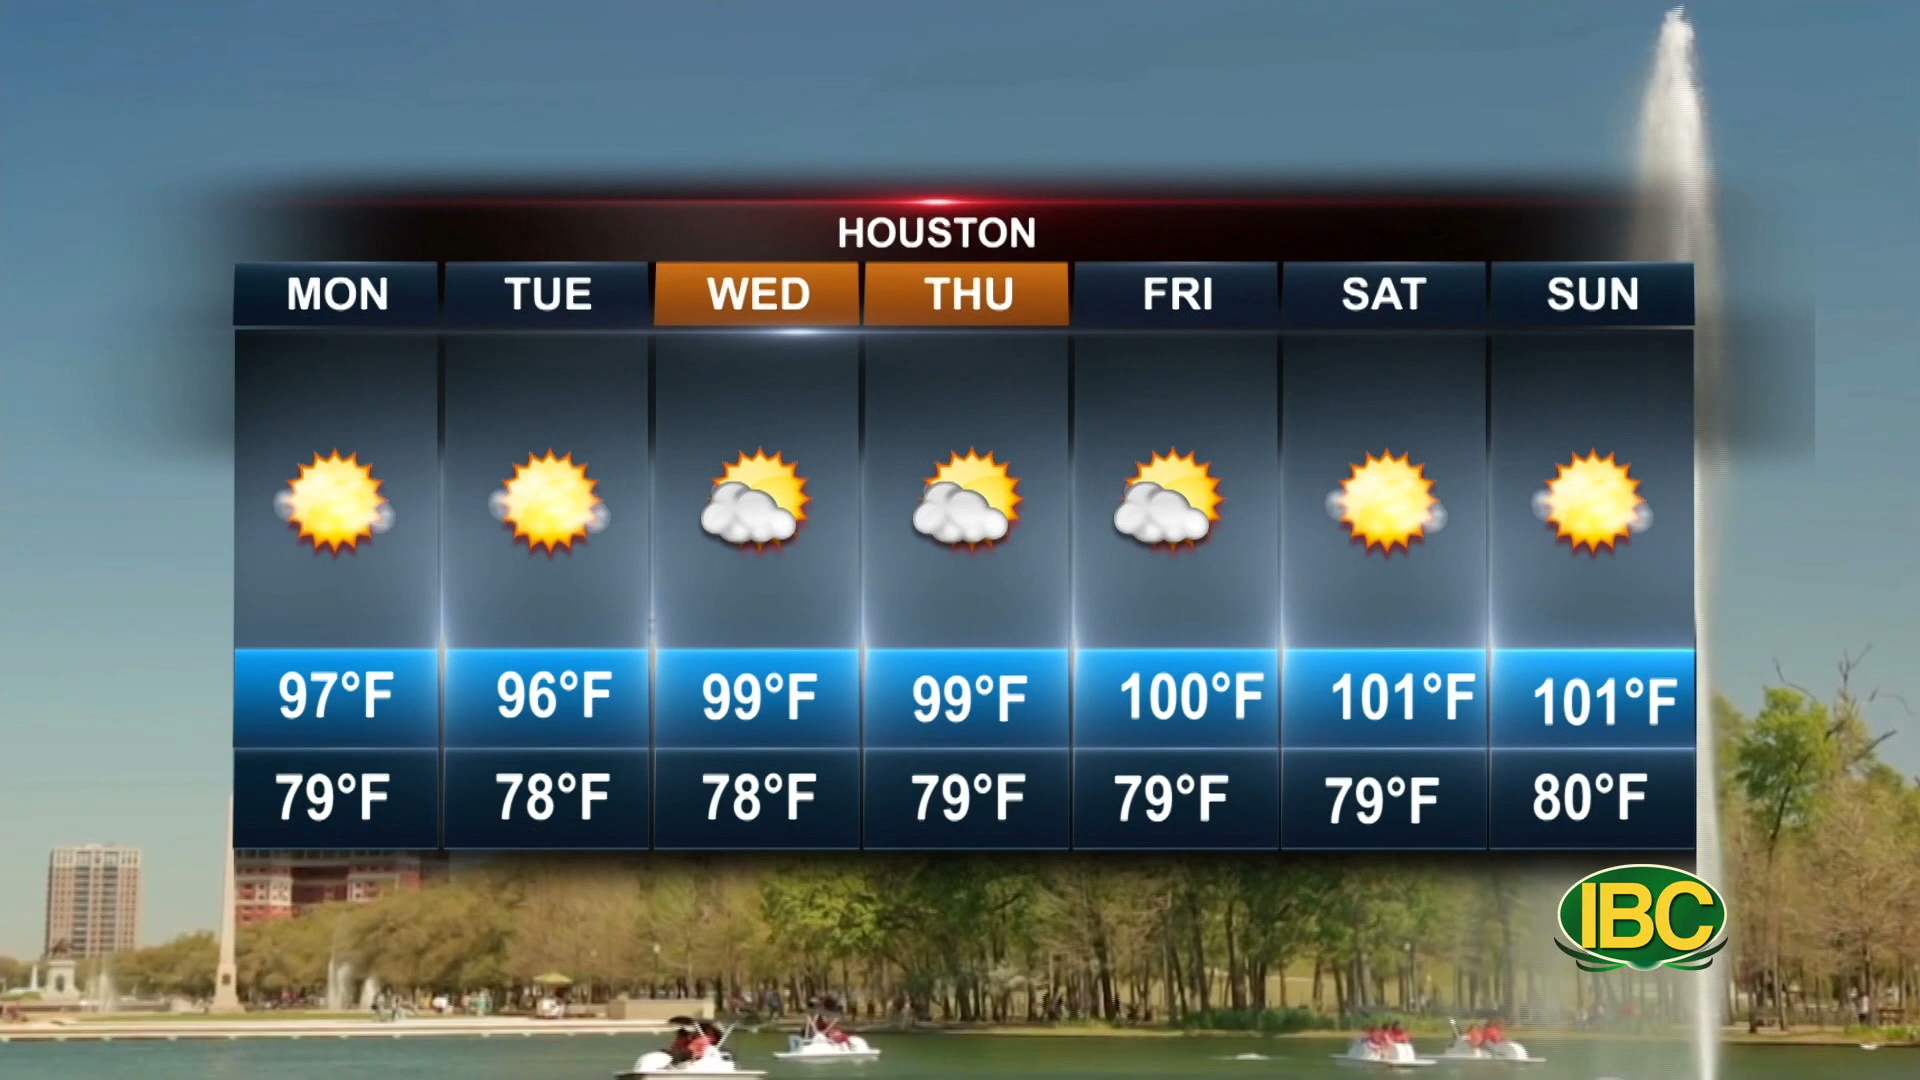 HOUSTON
MON TUE WED THU FRI SAT SUN
97°F 96°F 99°F 99°F 100°F 101°F 101°F
79°F 78°F 78°F 79°F 79°F 79°F 80°F
IBC